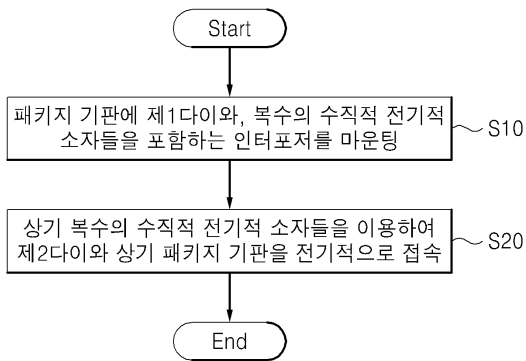 Start
패키지 기판에 제1다이와, 복수의 수직적 전기적
소자들을 포함하는 인터포저를 마운팅
S10
상기 복수의 수직적 전기적 소자들을 이용하여
제2다이와 상기 패키지 기판을 전기적으로 접속
S20
End